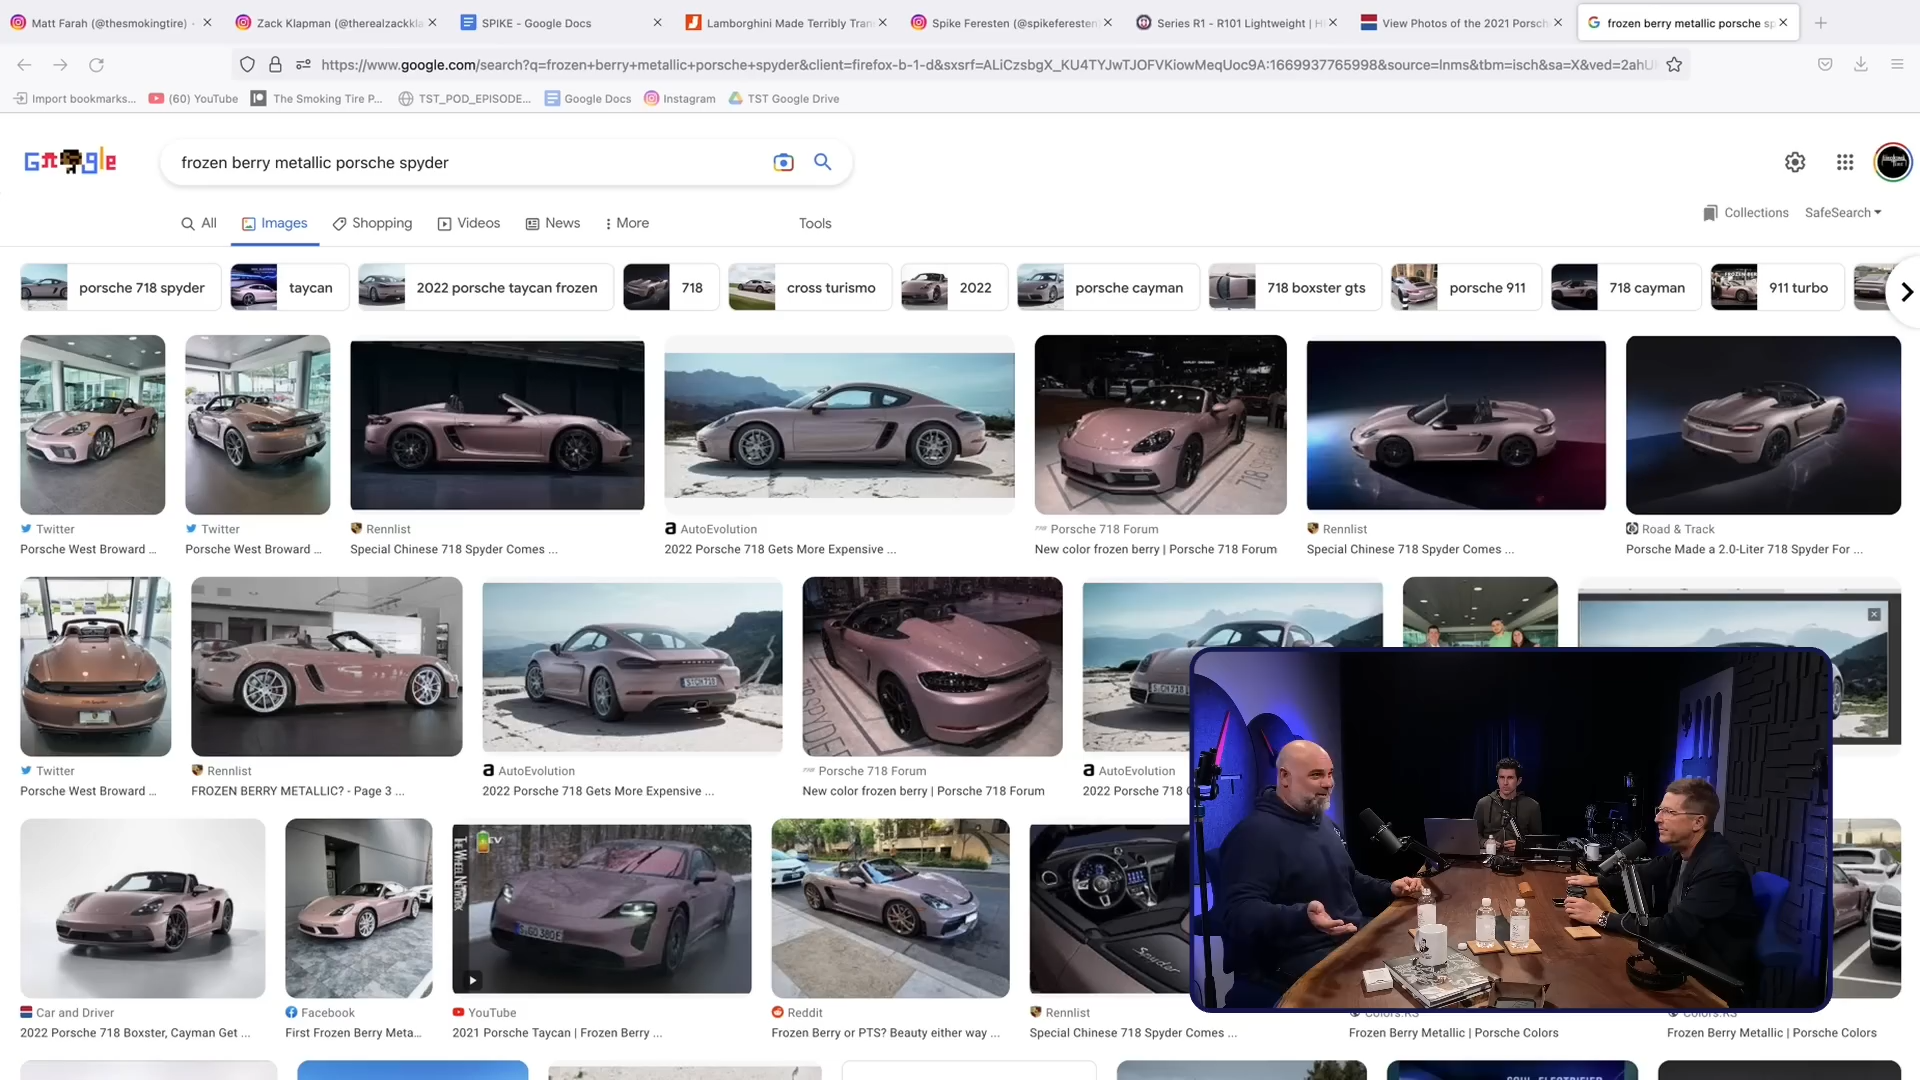 Matt Farah (@thesmokingtire) -
Zack Klapman (@therealzackkla
SPIKE - Google Docs
Lamborghini Made Terribly Tran
Spike Feresten (@spikeferesten
Series R1 - R101 Lightweight | H
View Photos of the 2021 Porsch
frozen berry metallic porsche sp
https://www.google.com/search?q=frozen+berry+metallic+porsche+spyder&client=firefox-b-1-d&sxsrf=ALiCzsbgX_KU4TYJwTJOFVKiowMeqUoc9A:1669937765998&source=lnms&tbm=isch&sa=X&ved=2ahU
Import bookmarks...
(60) YouTube
The Smoking Tire P...
TST_POD_EPISODE...
Google Docs
Instagram
TST Google Drive
frozen berry metallic porsche spyder
All
Images
Shopping
Videos
News
More
Tools
Collections
SafeSearch
porsche 718 spyder
taycan
2022 porsche taycan frozen
718
cross turismo
2022
porsche cayman
718 boxster gts
porsche 911
718 cayman
911 turbo
Twitter
Porsche West Broward ...
Twitter
Porsche West Broward ...
Rennlist
Special Chinese 718 Spyder Comes ...
AutoEvolution
2022 Porsche 718 Gets More Expensive ...
Porsche 718 Forum
New color frozen berry | Porsche 718 Forum
Rennlist
Special Chinese 718 Spyder Comes ...
Road & Track
Porsche Made a 2.0-Liter 718 Spyder For ...
Twitter
Porsche West Broward ...
Rennlist
FROZEN BERRY METALLIC? - Page 3 ...
AutoEvolution
2022 Porsche 718 Gets More Expensive ...
Porsche 718 Forum
New color frozen berry | Porsche 718 Forum
AutoEvolution
2022 Porsche 718
Car and Driver
2022 Porsche 718 Boxster, Cayman Get ...
Facebook
First Frozen Berry Meta...
YouTube
2021 Porsche Taycan | Frozen Berry ...
Reddit
Frozen Berry or PTS? Beauty either way ...
Rennlist
Special Chinese 718 Spyder Comes ...
Frozen Berry Metallic | Porsche Colors
Frozen Berry Metallic | Porsche Colors
Spyder